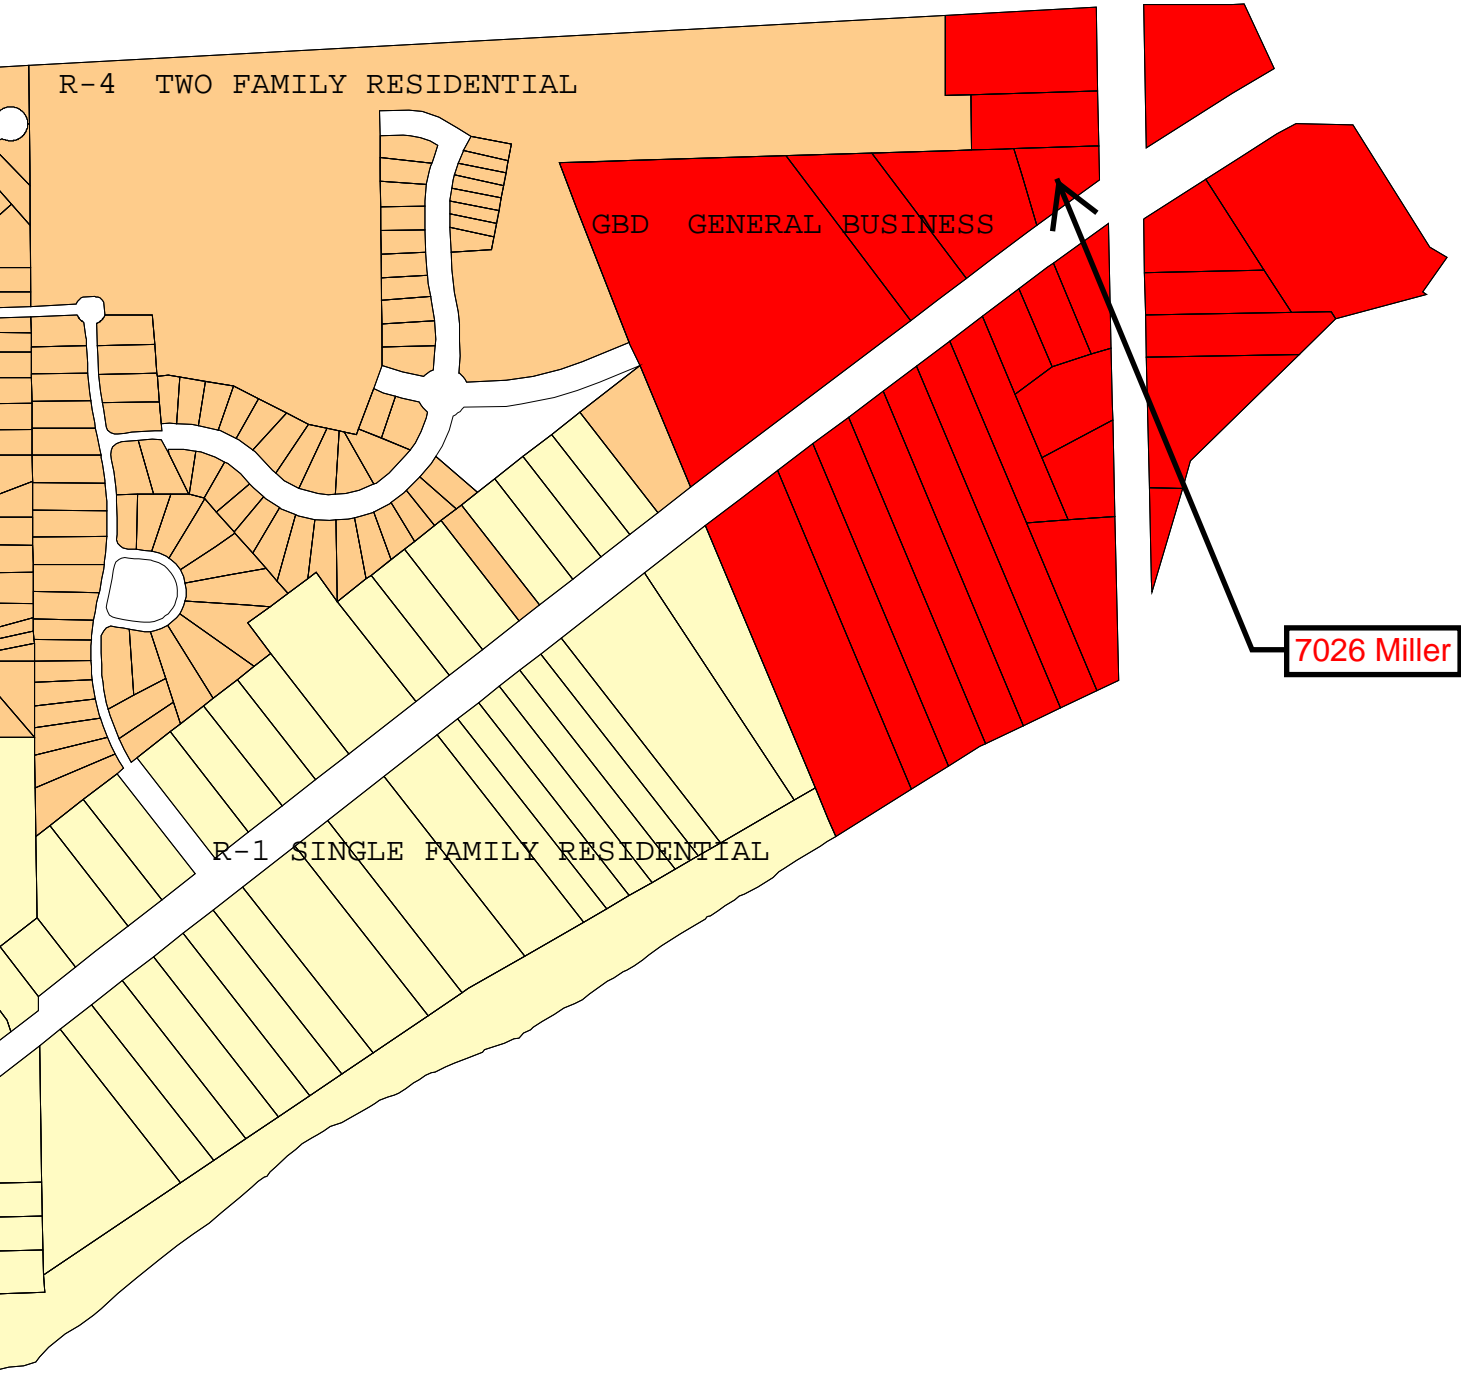 R-4  TWO FAMILY RESIDENTIAL
GBD  GENERAL BUSINESS
7026 Miller
R-1 SINGLE FAMILY RESIDENTIAL